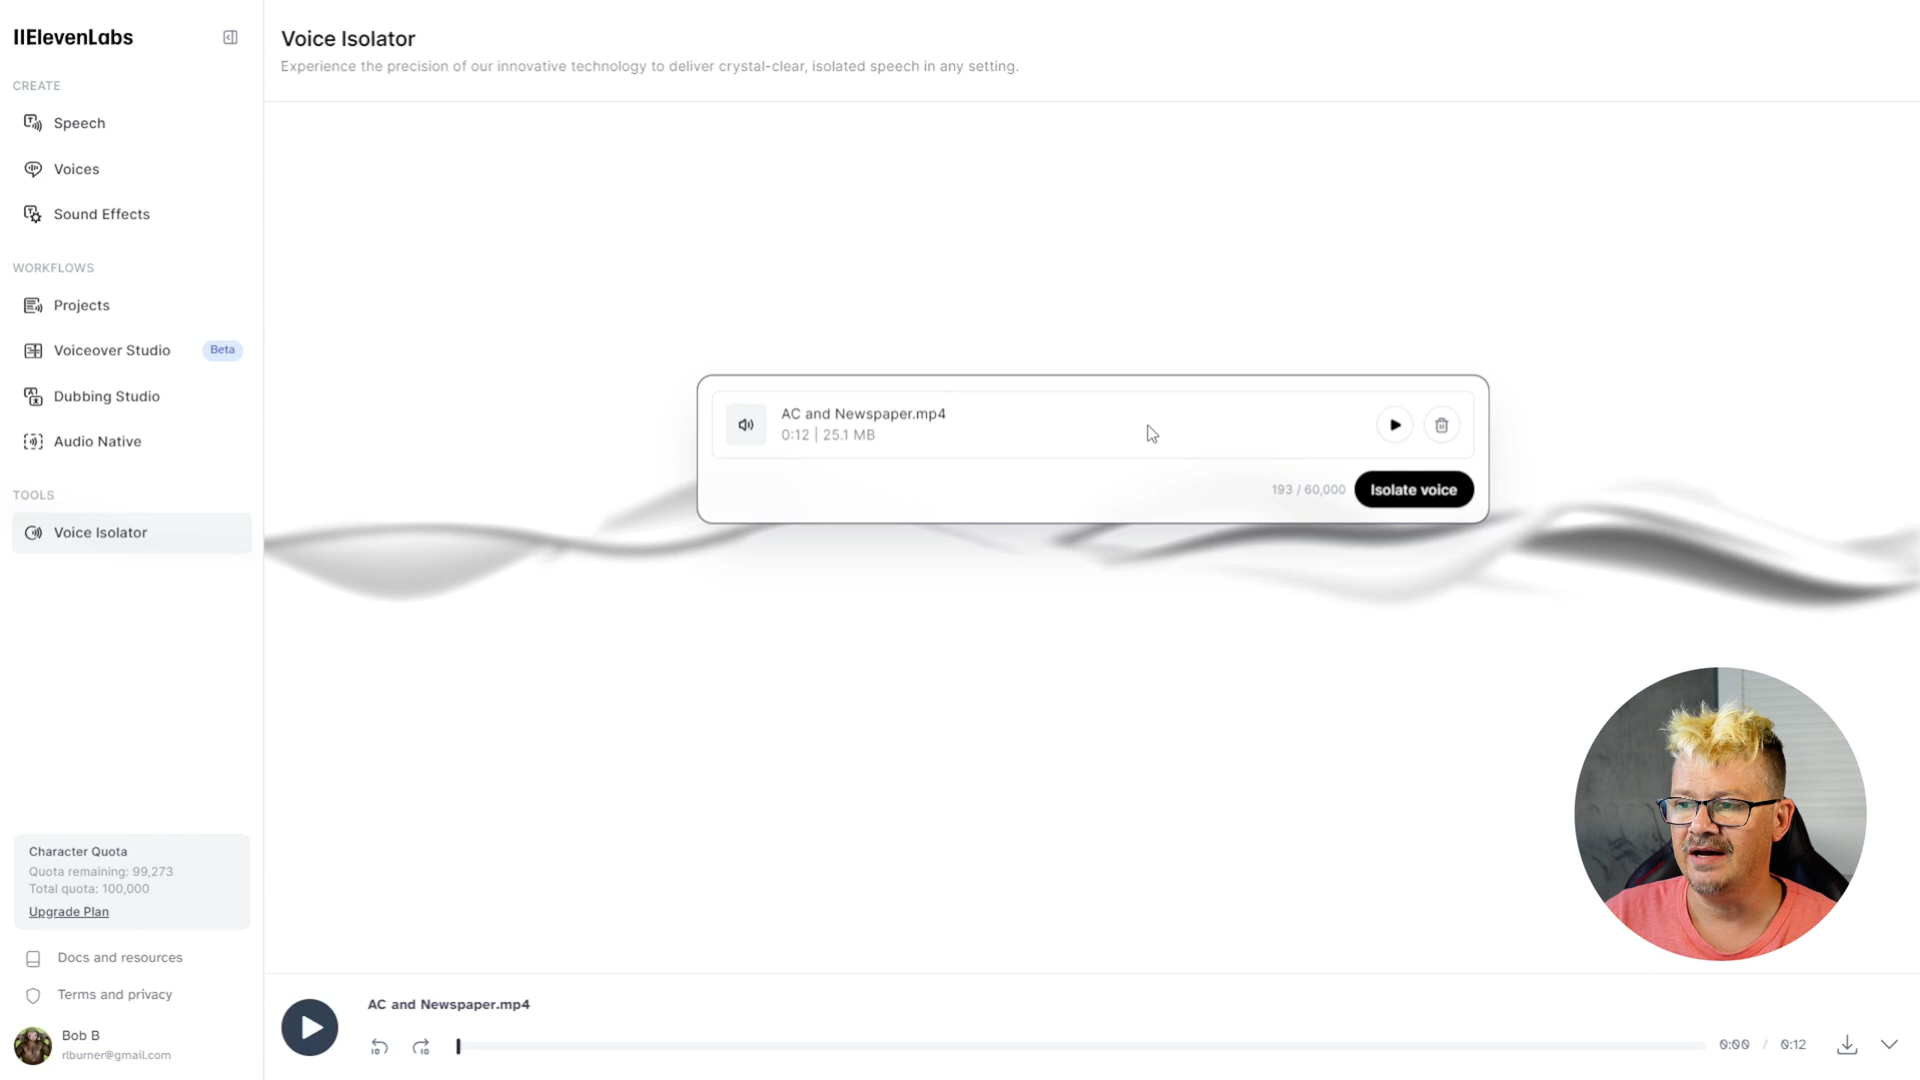 IIElevenLabs
CREATE
Speech
Voices
Sound Effects
WORKFLOWS
Projects
Voiceover Studio Beta
Dubbing Studio
Audio Native
TOOLS
Voice Isolator
Character Quota
Quota remaining: 99,273
Total quota: 100,000
Upgrade Plan
Docs and resources
Terms and privacy
Bob B
rlburner@gmail.com
Voice Isolator
Experience the precision of our innovative technology to deliver crystal-clear, isolated speech in any setting.
AC and Newspaper.mp4
0:12 | 25.1 MB
193 / 60,000 Isolate voice
AC and Newspaper.mp4
10 10 0:00 / 0:12